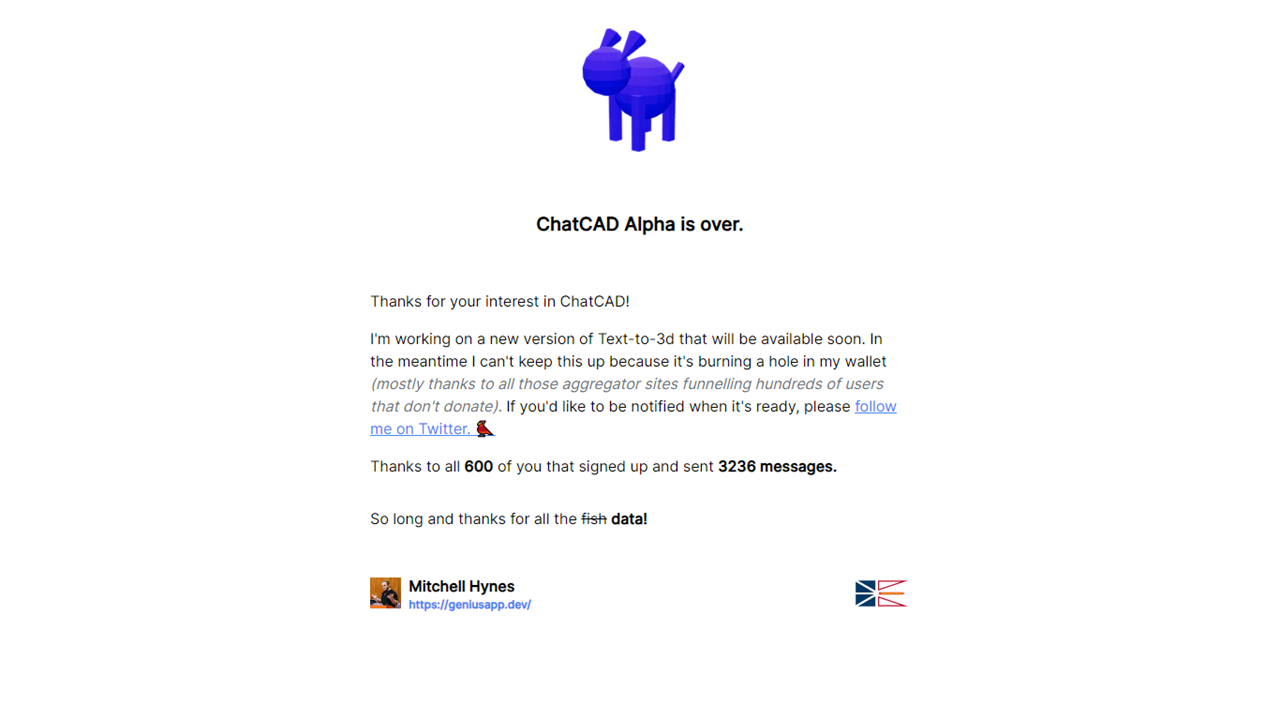 ChatCAD Alpha is over.
Thanks for your interest in ChatCAD!
I'm working on a new version of Text-to-3d that will be available soon. In
the meantime I can't keep this up because it's burning a hole in my wallet
(mostly thanks to all those aggregator sites funnelling hundreds of users
that don't donate). If you'd like to be notified when it's ready, please follow
me on Twitter.
Thanks to all 600 of you that signed up and sent 3236 messages.
So long and thanks for all the fish data!
Mitchell Hynes
https://geniusapp.dev/